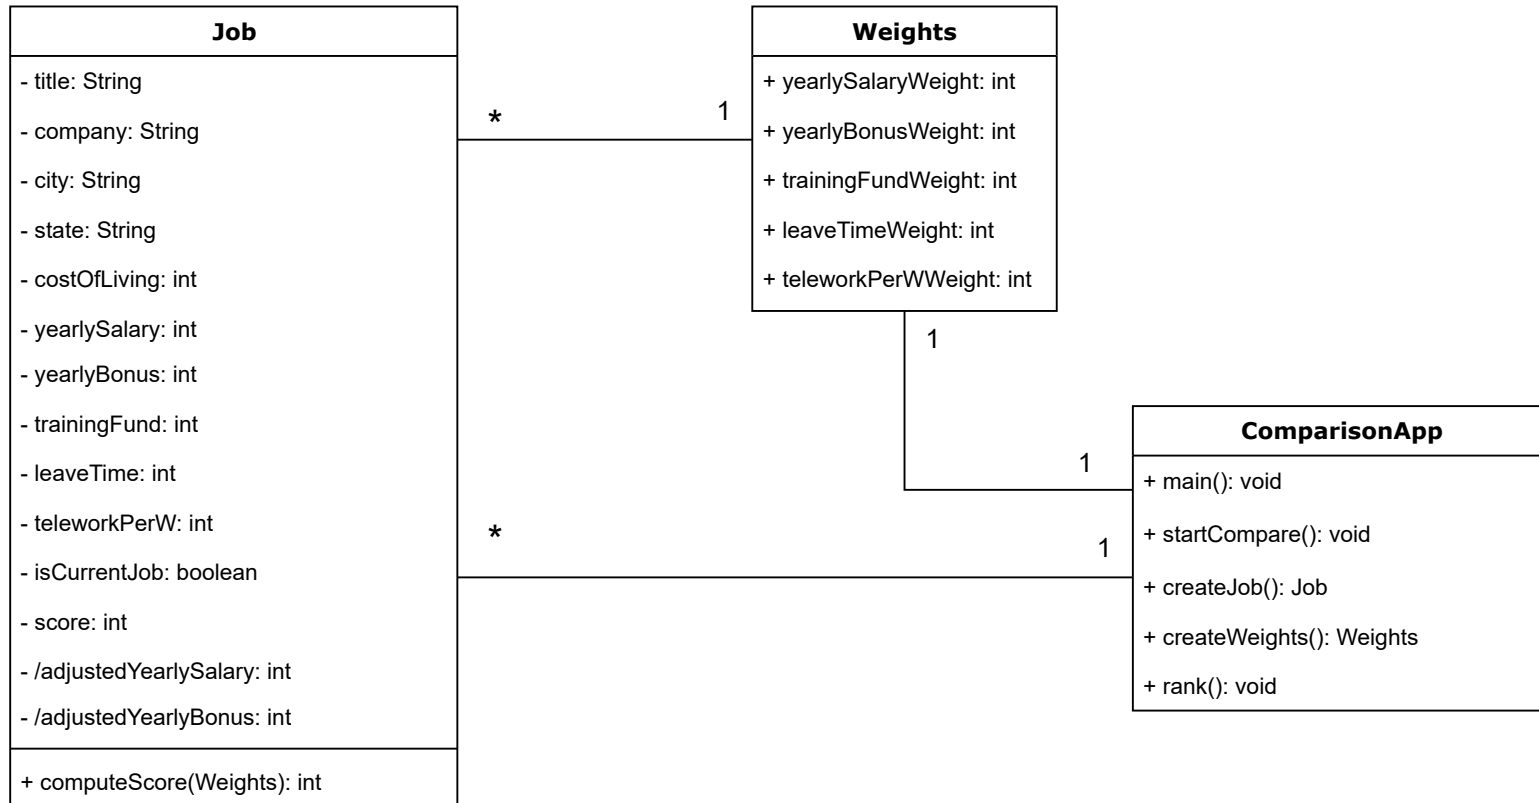 Job
- title: String
- company: String
- city: String
- state: String
- costOfLiving: int
- yearlySalary: int
- yearlyBonus: int
- trainingFund: int
- leaveTime: int
- teleworkPerW: int
- isCurrentJob: boolean
- score: int
- /adjustedYearlySalary: int
- /adjustedYearlyBonus: int
+ computeScore(Weights): int
*
1
Weights
+ yearlySalaryWeight: int
+ yearlyBonusWeight: int
+ trainingFundWeight: int
+ leaveTimeWeight: int
+ teleworkPerWWeight: int
1
1
*
1
ComparisonApp
+ main(): void
+ startCompare(): void
+ createJob(): Job
+ createWeights(): Weights
+ rank(): void